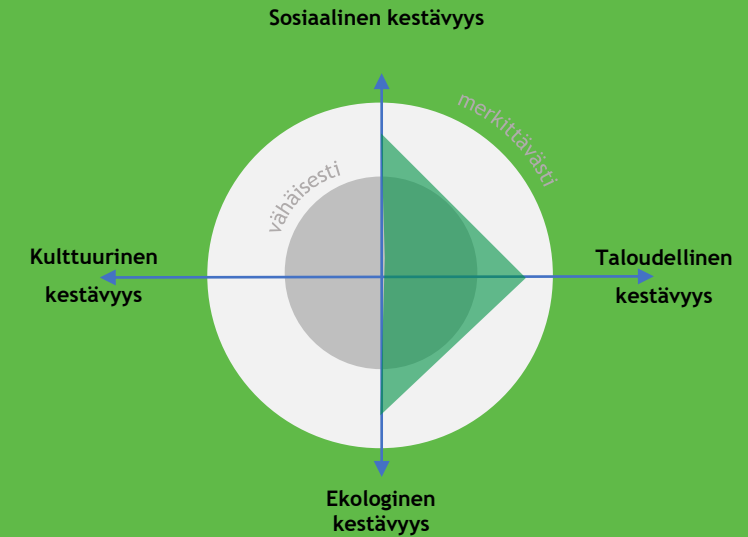 Sosiaalinen kestävyys
merkittävästi
vähäisesti
Kulttuurinen
kestävyys
Taloudellinen
kestävyys
Ekologinen
kestävyys